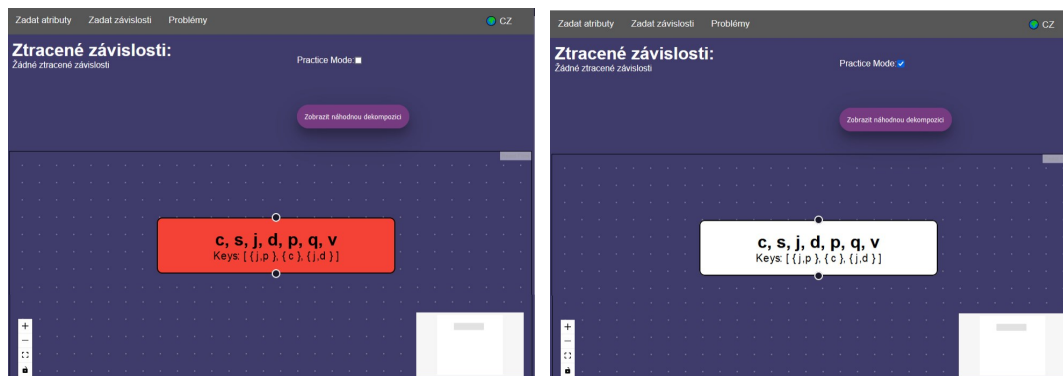 Zadat atributy Zadat závislosti Problémy CZ
Ztracené závislosti:
Žádné ztracené závislosti
Practice Mode:
Zobrazit náhodnou dekompozici
c, s, j, d, p, q, v
Keys: [ { j,p }, { c }, { j,d } ]
Zadat atributy Zadat závislosti Problémy CZ
Ztracené závislosti:
Žádné ztracené závislosti
Practice Mode:
Zobrazit náhodnou dekompozici
c, s, j, d, p, q, v
Keys: [ { j,p }, { c }, { j,d } ]